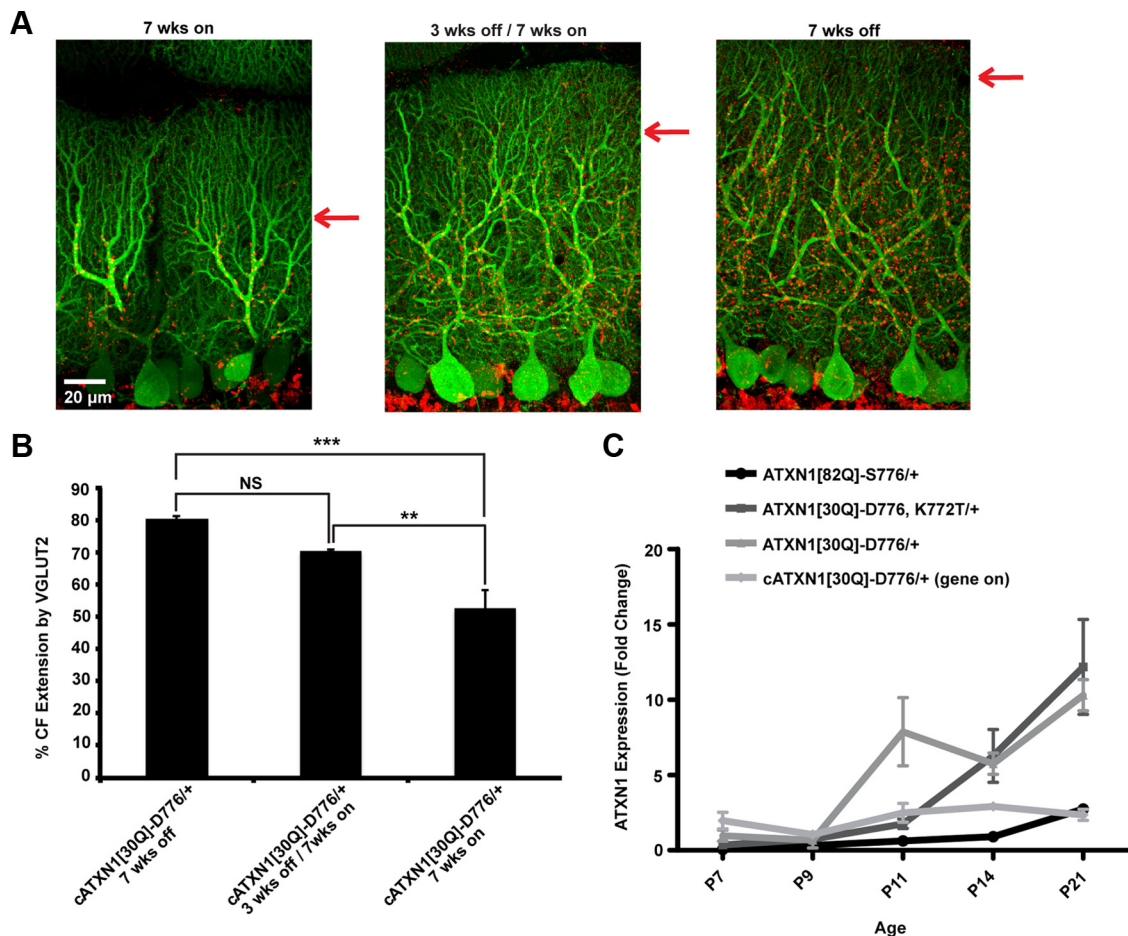 A
7 wks on
3 wks off / 7 wks on
7 wks off
20 µm
B
***
NS
**
% CF Extension by VGLUT2
90
80
70
60
50
40
30
20
10
0
cATXN1[30Q]-D776/+
7 wks off
cATXN1[30Q]-D776/+
3 wks off / 7wks on
cATXN1[30Q]-D776/+
7 wks on
C
ATXN1[82Q]-S776/+
ATXN1[30Q]-D776, K772T/+
ATXN1[30Q]-D776/+
cATXN1[30Q]-D776/+ (gene on)
ATXN1 Expression (Fold Change)
20
15
10
5
0
P7
P9
P11
P14
P21
Age